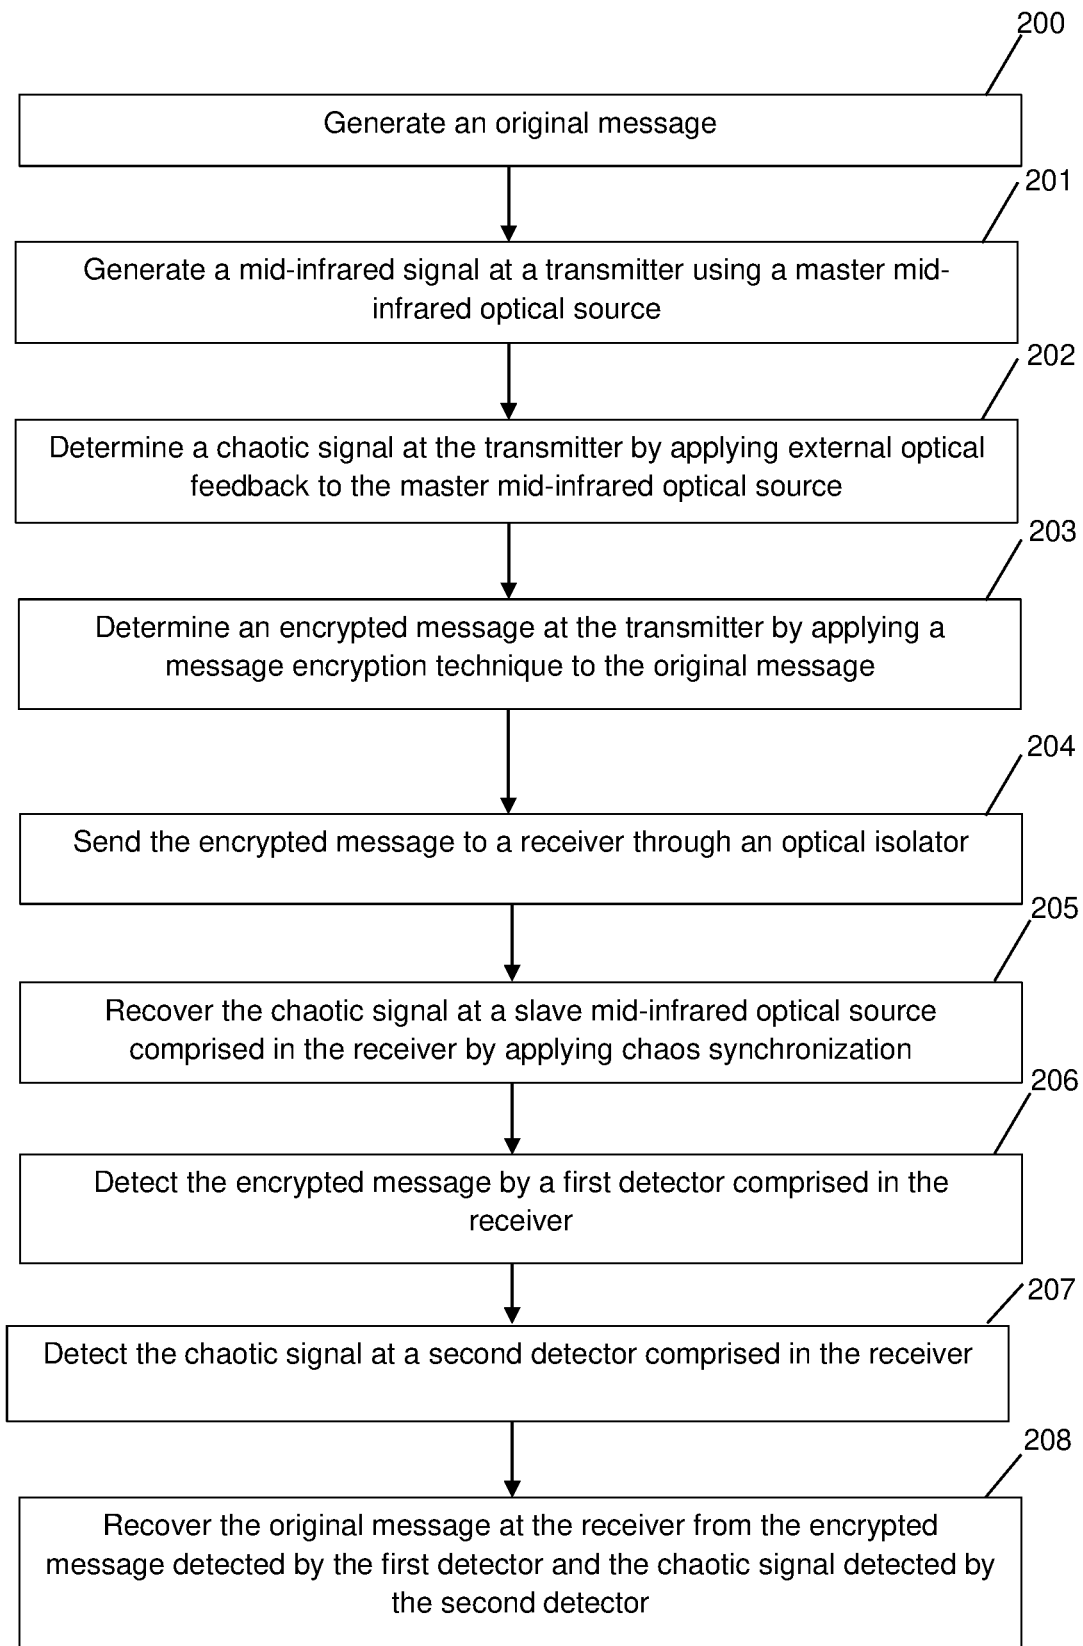 200
Generate an original message
201
Generate a mid-infrared signal at a transmitter using a master mid-
infrared optical source
202
Determine a chaotic signal at the transmitter by applying external optical
feedback to the master mid-infrared optical source
203
Determine an encrypted message at the transmitter by applying a
message encryption technique to the original message
204
Send the encrypted message to a receiver through an optical isolator
205
Recover the chaotic signal at a slave mid-infrared optical source
comprised in the receiver by applying chaos synchronization
206
Detect the encrypted message by a first detector comprised in the
receiver
207
Detect the chaotic signal at a second detector comprised in the receiver
208
Recover the original message at the receiver from the encrypted
message detected by the first detector and the chaotic signal detected by
the second detector